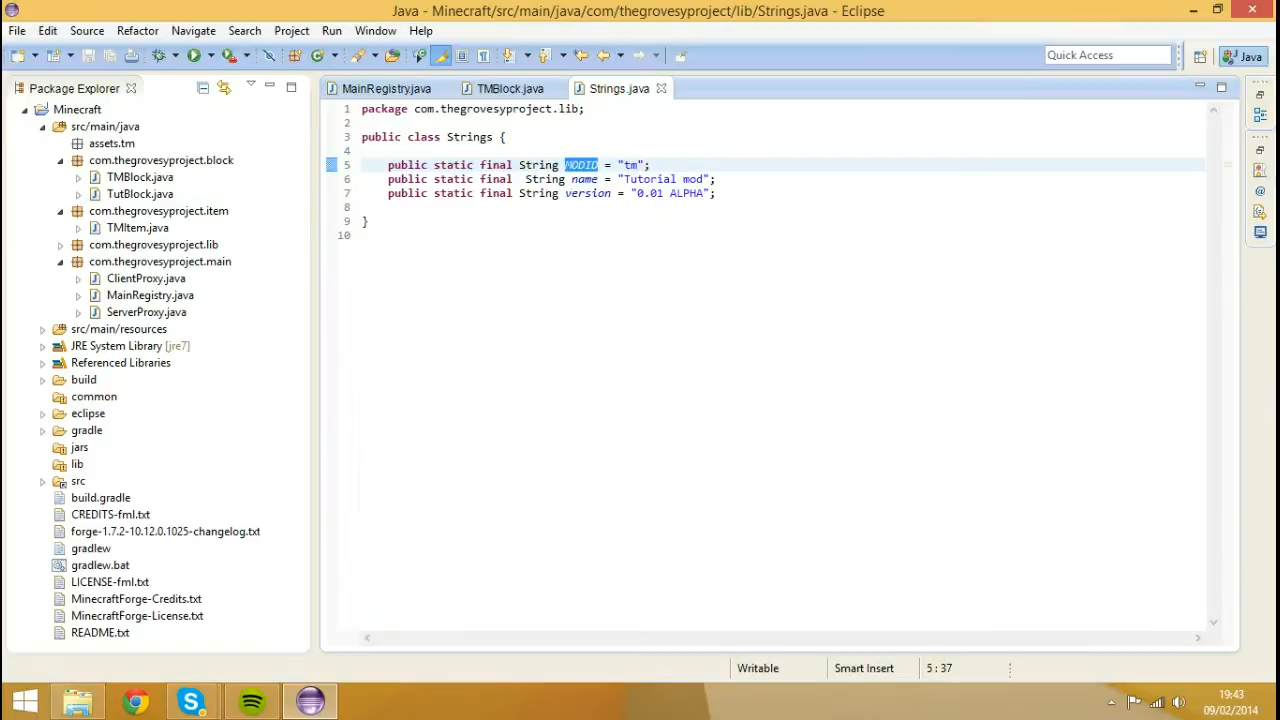 Java - Minecraft/src/main/java/com/thegrovesyproject/lib/Strings.java - Eclipse
File Edit Source Refactor Navigate Search Project Run Window Help
Quick Access
Java
Package Explorer
Minecraft
src/main/java
assets.tm
com.thegrovesyproject.block
TMBlock.java
TutBlock.java
com.thegrovesyproject.item
TMItem.java
com.thegrovesyproject.lib
com.thegrovesyproject.main
ClientProxy.java
MainRegistry.java
ServerProxy.java
src/main/resources
JRE System Library [jre7]
Referenced Libraries
build
common
eclipse
gradle
jars
lib
src
build.gradle
CREDITS-fml.txt
forge-1.7.2-10.12.0.1025-changelog.txt
gradlew
gradlew.bat
LICENSE-fml.txt
MinecraftForge-Credits.txt
MinecraftForge-License.txt
README.txt
MainRegistry.java TMBlock.java Strings.java
1 package com.thegrovesyproject.lib;
2
3 public class Strings {
4
5 public static final String MODID = "tm";
6 public static final  String name = "Tutorial mod";
7 public static final String version = "0.01 ALPHA";
8
9 }
10
Writable Smart Insert 5 : 37
19:43
09/02/2014